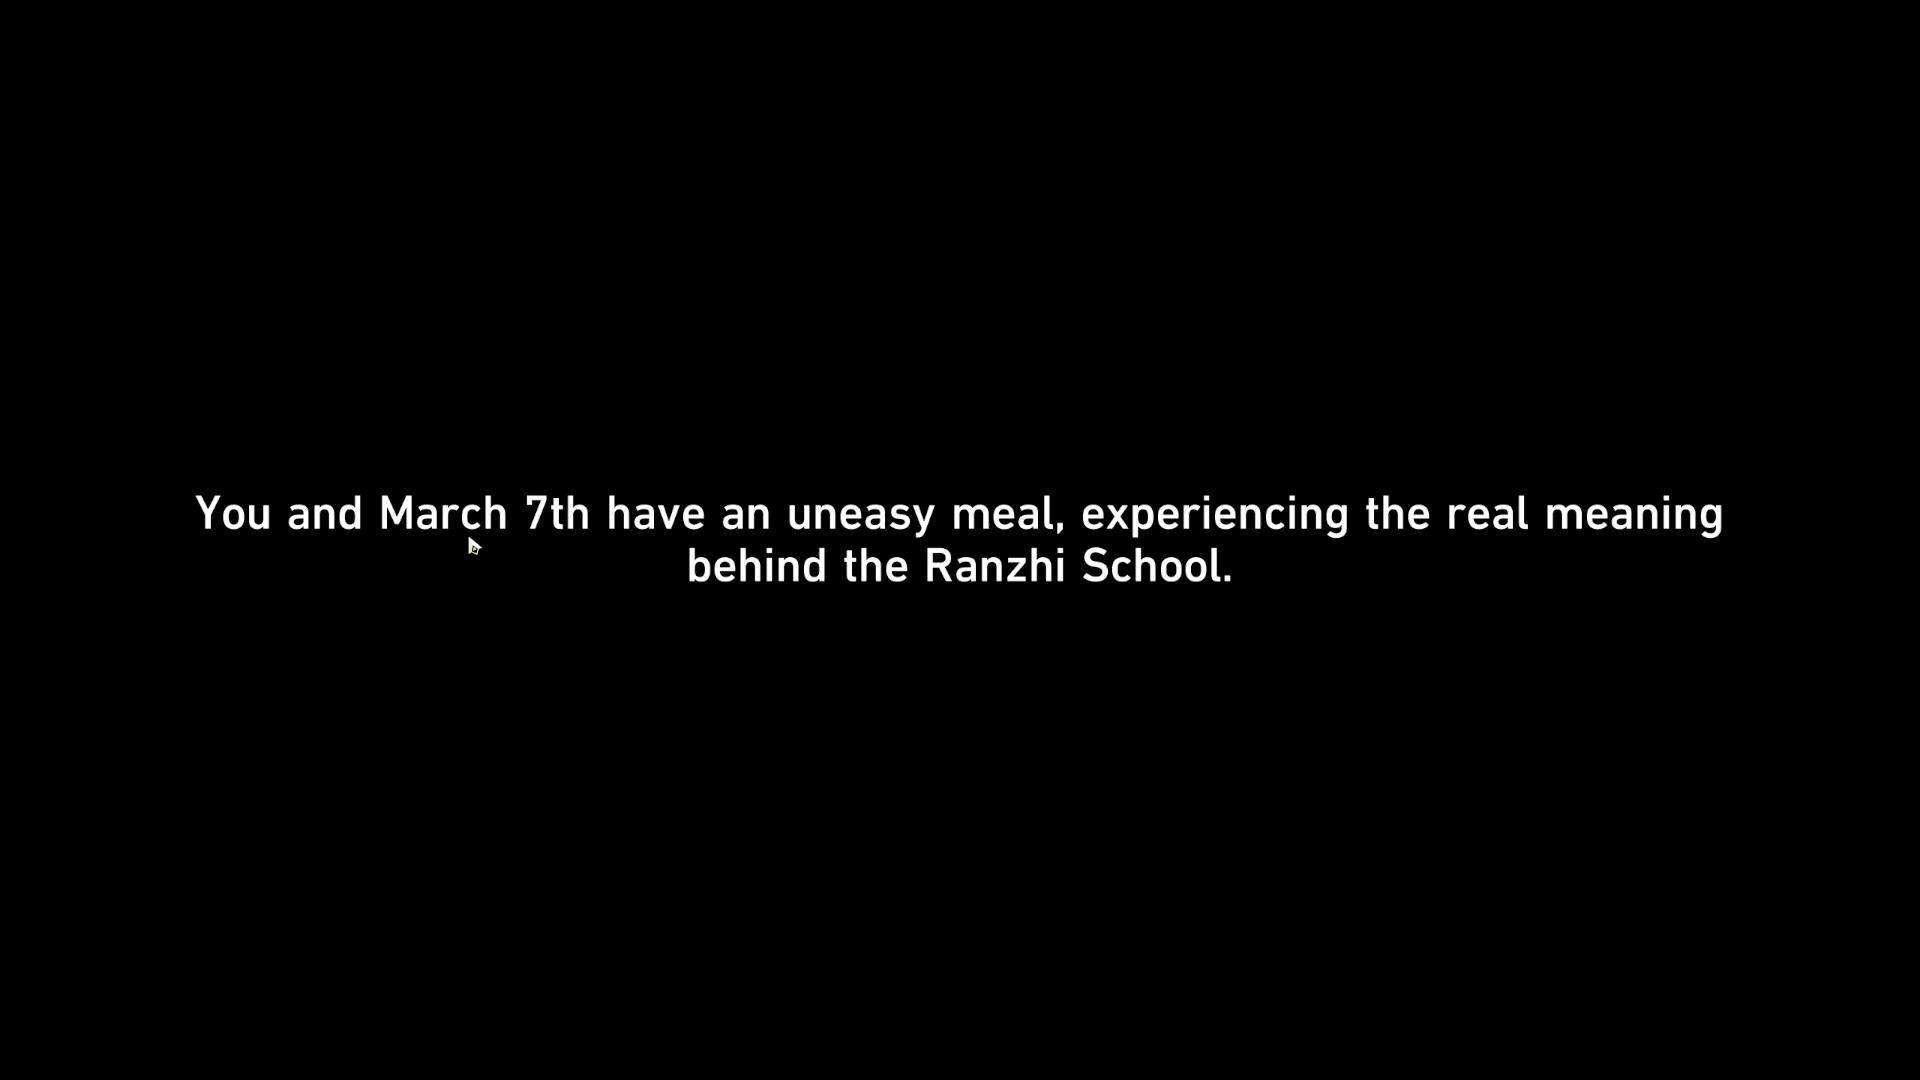 You and March 7th have an uneasy meal, experiencing the real meaning
behind the Ranzhi School.